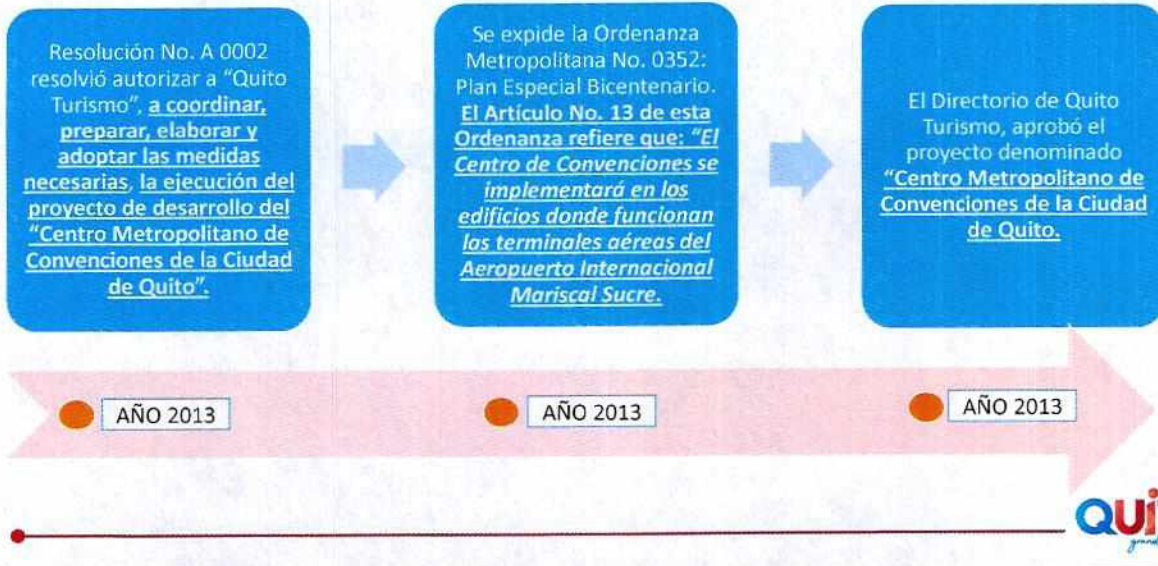 Resolución No. A 0002
resolvió autorizar a “Quito
Turismo”, a coordinar,
preparar, elaborar y
adoptar las medidas
necesarias, la ejecución del
proyecto de desarrollo del
“Centro Metropolitano de
Convenciones de la Ciudad
de Quito”.
Se expide la Ordenanza
Metropolitana No. 0352:
Plan Especial Bicentenario.
El Artículo No. 13 de esta
Ordenanza refiere que: “El
Centro de Convenciones se
implementará en los
edificios donde funcionan
las terminales aéreas del
Aeropuerto Internacional
Mariscal Sucre.
El Directorio de Quito
Turismo, aprobó el
proyecto denominado
“Centro Metropolitano de
Convenciones de la Ciudad
de Quito.
AÑO 2013
AÑO 2013
AÑO 2013
QUI
grand